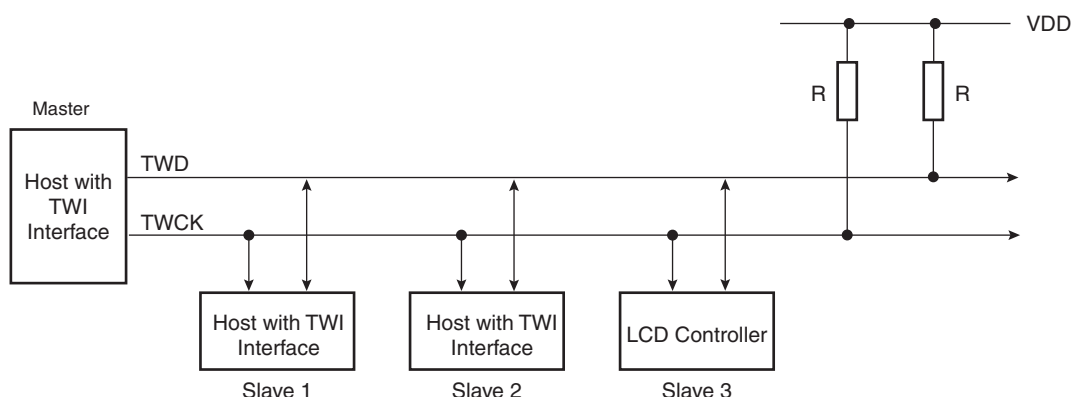 VDD
R
R
Master
Host with
TWI
Interface
TWD
TWCK
Host with TWI
Interface
Host with TWI
Interface
LCD Controller
Slave 1
Slave 2
Slave 3